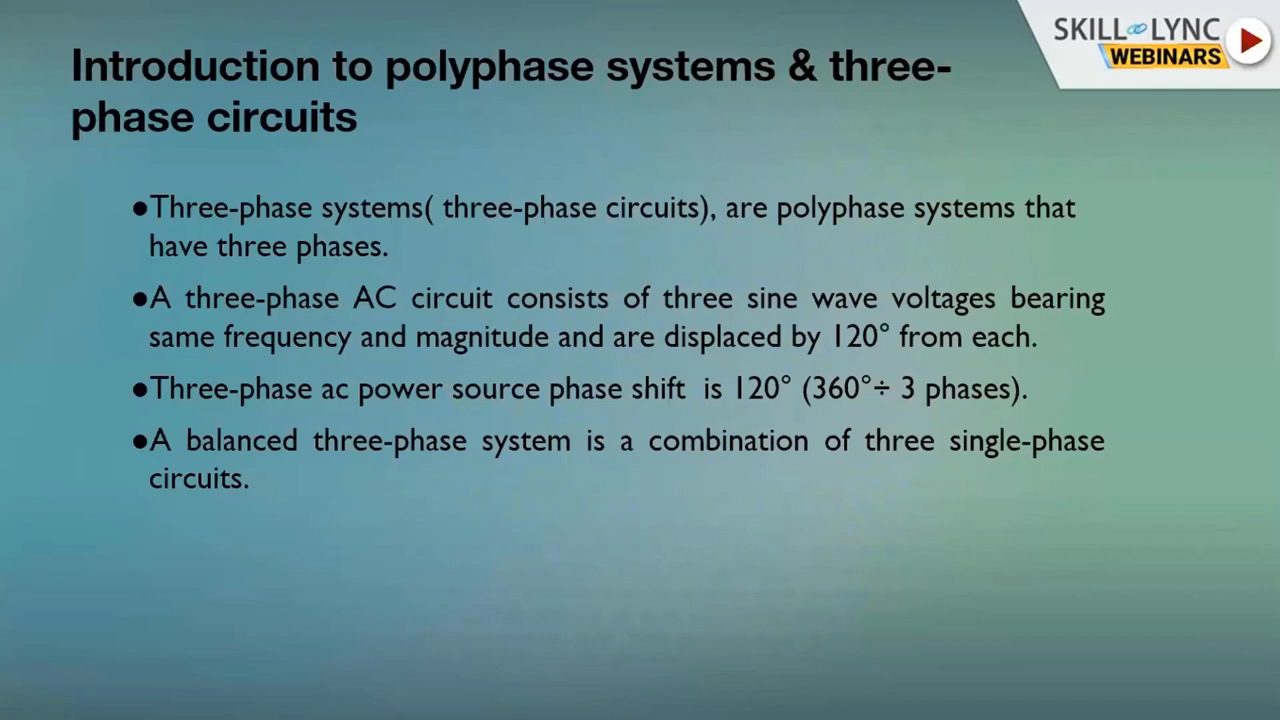 SKILL LYNC
WEBINARS
Introduction to polyphase systems & three-
phase circuits
●Three-phase systems( three-phase circuits), are polyphase systems that
have three phases.
●A three-phase AC circuit consists of three sine wave voltages bearing
same frequency and magnitude and are displaced by 120° from each.
●Three-phase ac power source phase shift is 120° (360°÷ 3 phases).
●A balanced three-phase system is a combination of three single-phase
circuits.